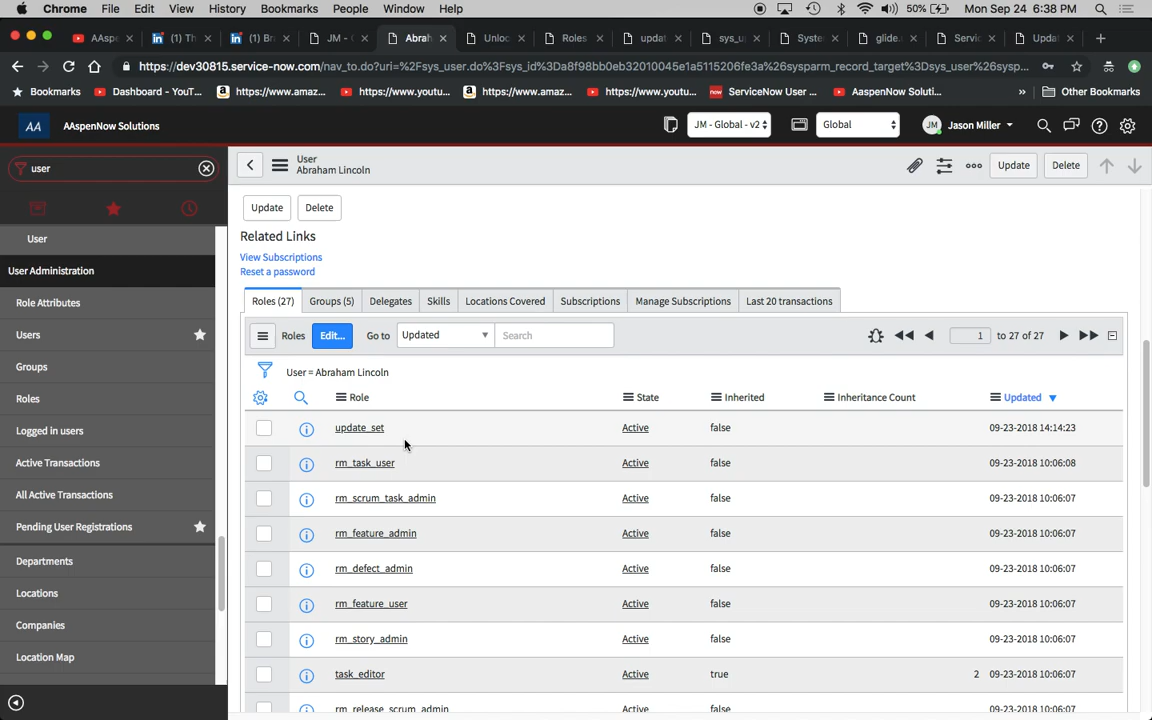 Chrome File Edit View History Bookmarks People Window Help 50% Mon Sep 24 6:38 PM
AAspe (1) Th (1) Br JM - Abrah Unloc Roles updat sys_u Syste glide. Servic Updat
https://dev30815.service-now.com/nav_to.do?uri=%2Fsys_user.do%3Fsys_id%3Da8f98bb0eb32010045e1a5115206fe3a%26sysparm_record_target%3Dsys_user%26sysp...
Bookmarks Dashboard - YouT... https://www.amaz... https://www.youtu... https://www.amaz... https://www.youtu... now ServiceNow User ... AaspenNow Soluti... » Other Bookmarks
AA AAspenNow Solutions JM - Global - v2 Global JM Jason Miller
user
User
Abraham Lincoln
Update Delete
Update Delete
Related Links
View Subscriptions
Reset a password
User
User Administration
Role Attributes
Users
Groups
Roles
Logged in users
Active Transactions
All Active Transactions
Pending User Registrations
Departments
Locations
Companies
Location Map
Roles (27) Groups (5) Delegates Skills Locations Covered Subscriptions Manage Subscriptions Last 20 transactions
Roles Edit... Go to Updated Search 1 to 27 of 27
User = Abraham Lincoln
Role State Inherited Inheritance Count Updated
update_set Active false 09-23-2018 14:14:23
rm_task_user Active false 09-23-2018 10:06:08
rm_scrum_task_admin Active false 09-23-2018 10:06:07
rm_feature_admin Active false 09-23-2018 10:06:07
rm_defect_admin Active false 09-23-2018 10:06:07
rm_feature_user Active false 09-23-2018 10:06:07
rm_story_admin Active false 09-23-2018 10:06:07
task_editor Active true 2 09-23-2018 10:06:07
rm_release_scrum_admin Active false 09-23-2018 10:06:07